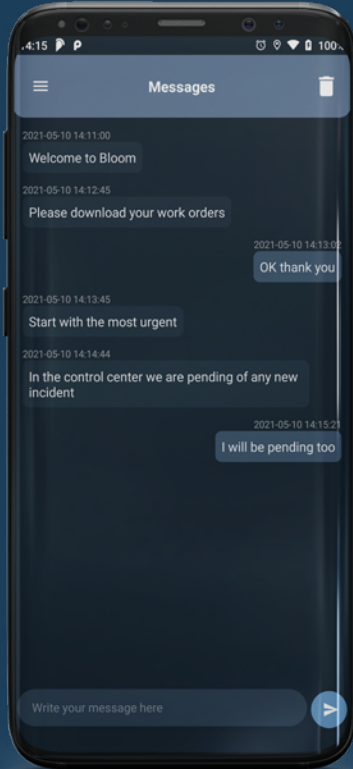 4:15
100%
Messages
2021-05-10 14:11:00
Welcome to Bloom
2021-05-10 14:12:45
Please download your work orders
2021-05-10 14:13:02
OK thank you
2021-05-10 14:13:45
Start with the most urgent
2021-05-10 14:14:44
In the control center we are pending of any new
incident
2021-05-10 14:15:21
I will be pending too
Write your message here